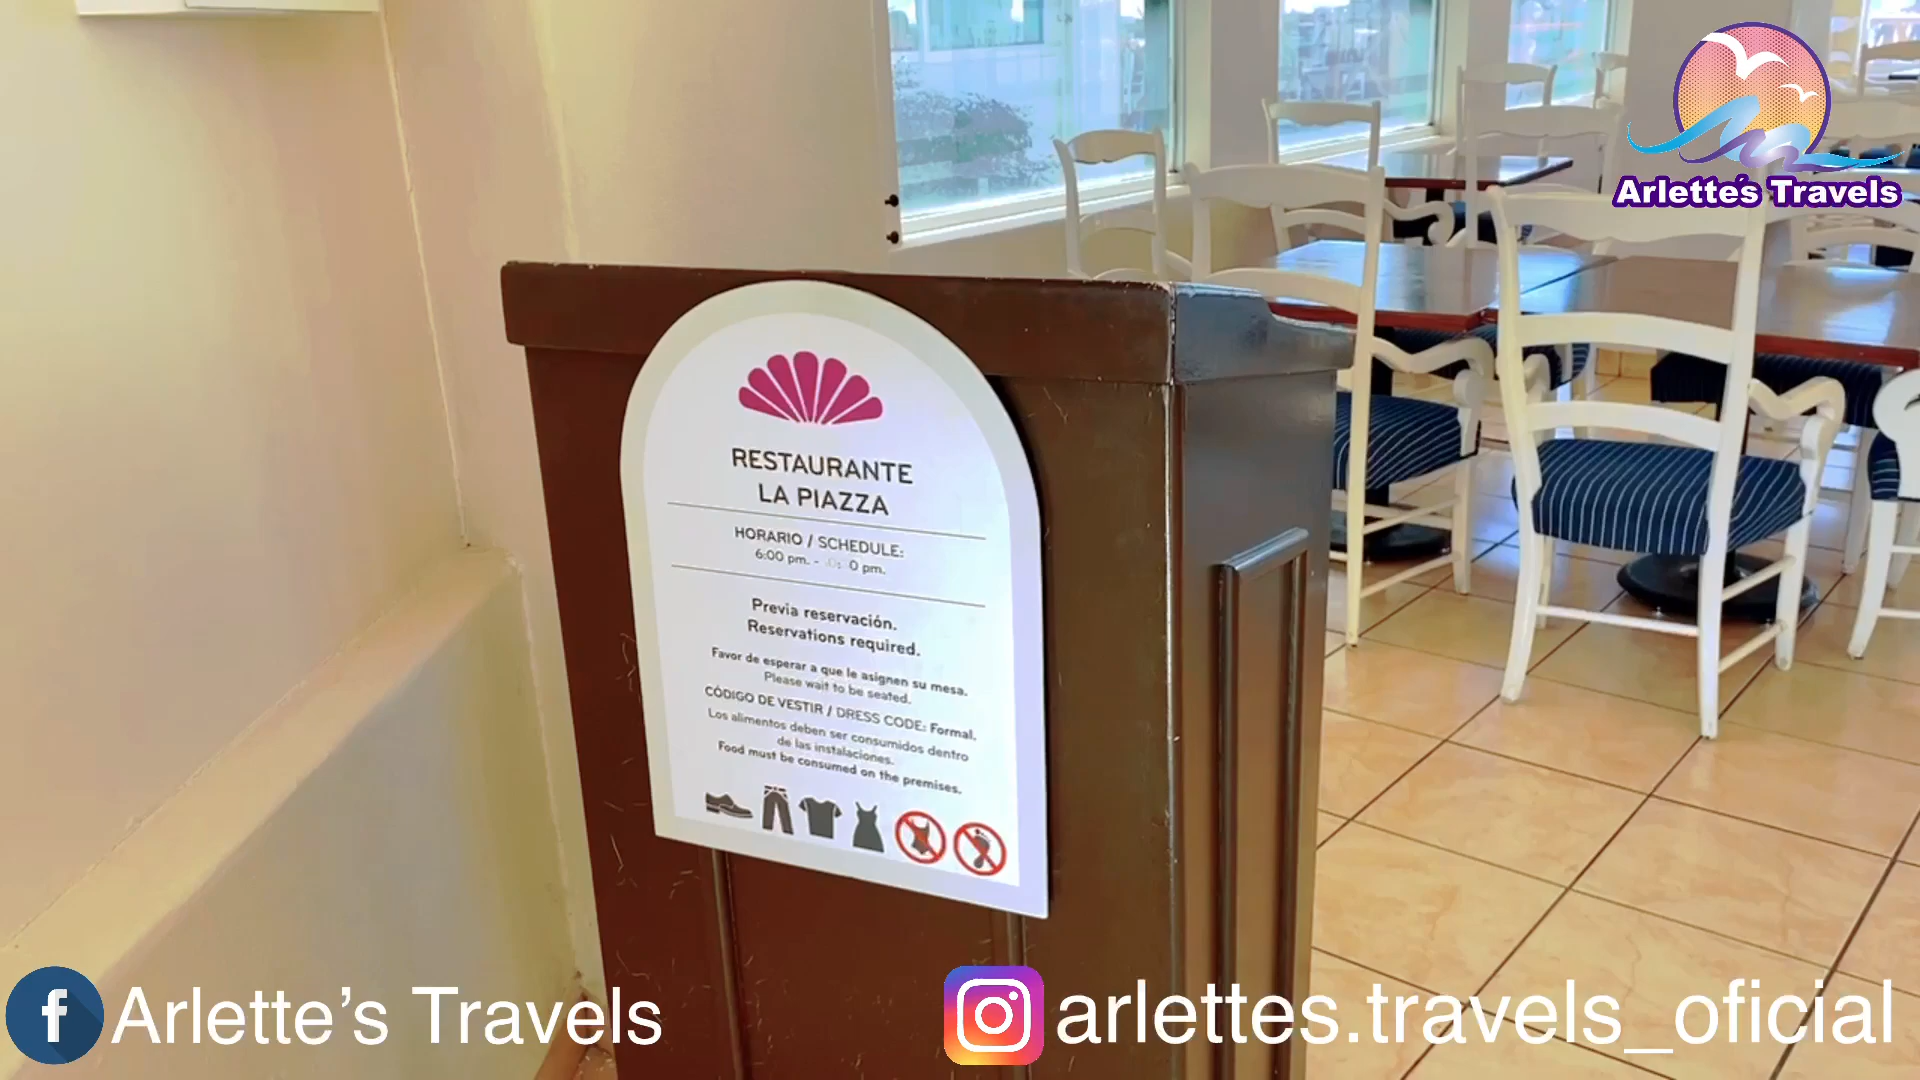 Arlette's Travels
RESTAURANTE
LA PIAZZA
HORARIO / SCHEDULE:
6:00 pm. - pm.
Previa reservación.
Reservations required.
Favor de esperar a que le asignen su mesa.
Please wait to be seated.
CÓDIGO DE VESTIR / DRESS CODE: Formal.
Los alimentos deben ser consumidos dentro
de las instalaciones.
Food must be consumed on the premises.
Arlette's Travels
arlettes.travels_oficial